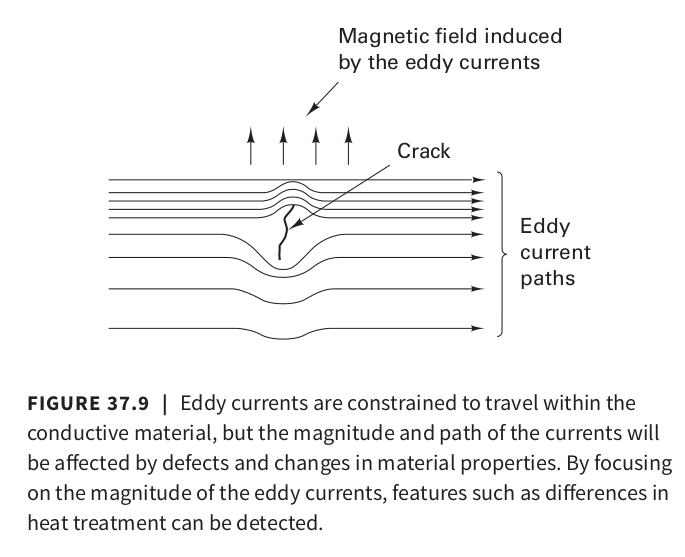 Magnetic field induced
by the eddy currents
Crack
Eddy
current
paths
FIGURE 37.9 | Eddy currents are constrained to travel within the
conductive material, but the magnitude and path of the currents will
be affected by defects and changes in material properties. By focusing
on the magnitude of the eddy currents, features such as differences in
heat treatment can be detected.